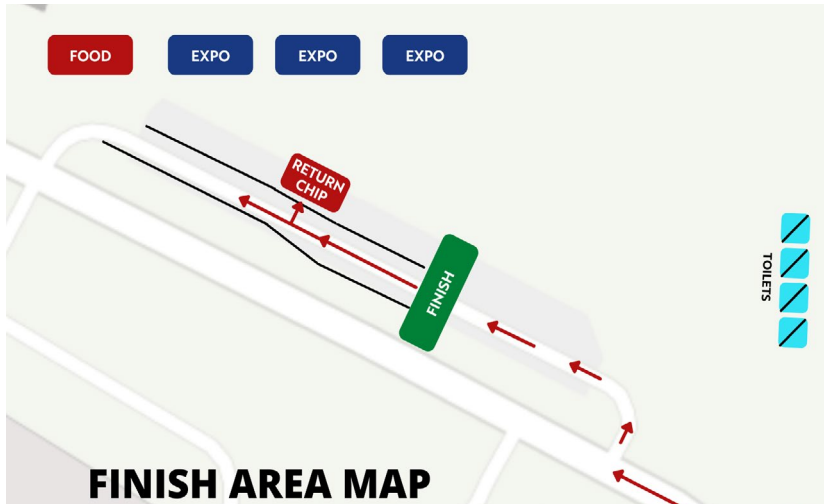 FOOD
EXPO
EXPO
EXPO
RETURN
CHIP
FINISH
TOILETS
FINISH AREA MAP